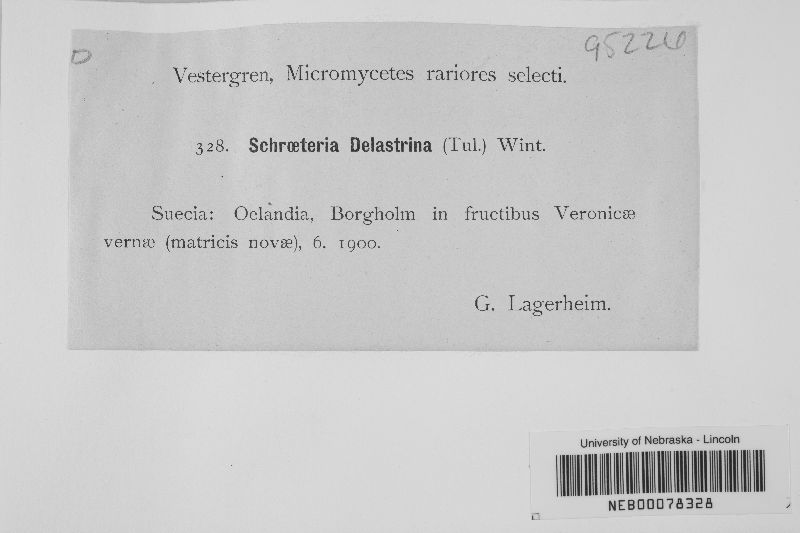 95226
Vestergren, Micromycetes rariores selecti.
328. Schrœteria Delastrina (Tul.) Wint.
Suecia: Oelandia, Borgholm in fructibus Veronicæ
vernæ (matricis novæ), 6. 1900.
G. Lagerheim.
University of Nebraska - Lincoln
NEB00078328